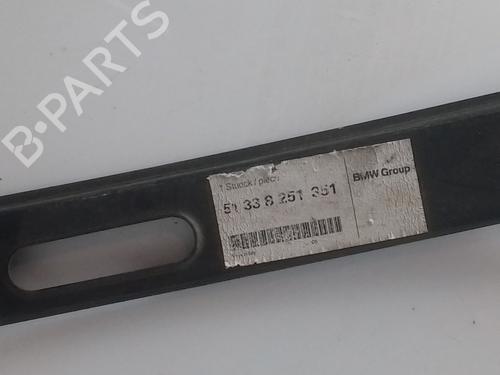 B-PARTS
1 Stueck/piece
51 33 8 251 351
BMW Group